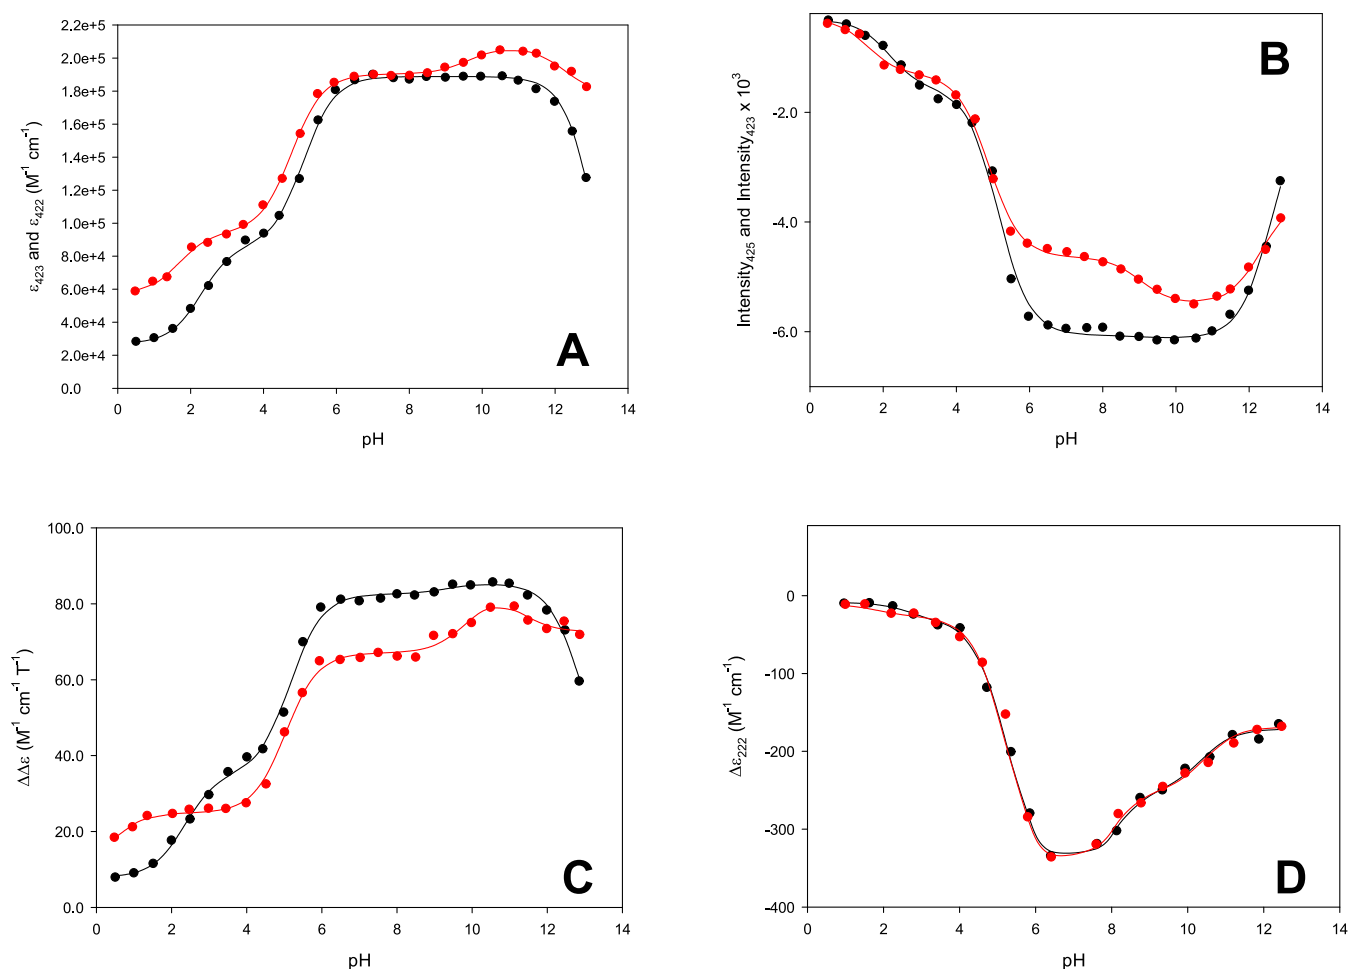 2.2e+5
2.0e+5
1.8e+5
1.6e+5
1.4e+5
1.2e+5
1.0e+5
8.0e+4
6.0e+4
4.0e+4
2.0e+4
0.0
ε423 and ε422 (M⁻¹ cm⁻¹)
0 2 4 6 8 10 12 14
pH
A
-2.0
-4.0
-6.0
Intensity425 and Intensity423 x 10³
0 2 4 6 8 10 12 14
pH
B
100.0
80.0
60.0
40.0
20.0
0.0
ΔΔε (M⁻¹ cm⁻¹ T⁻¹)
0 2 4 6 8 10 12 14
pH
C
0
-100
-200
-300
-400
Δε222 (M⁻¹ cm⁻¹)
0 2 4 6 8 10 12 14
pH
D